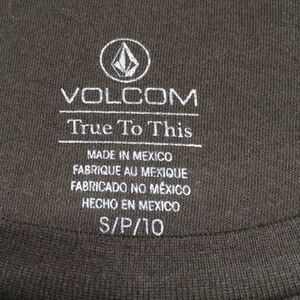 VOLCOM
True To This
MADE IN MEXICO
FABRIQUE AU MEXIQUE
FABRICADO NO MÉXICO
HECHO EN MEXICO
S/P/10